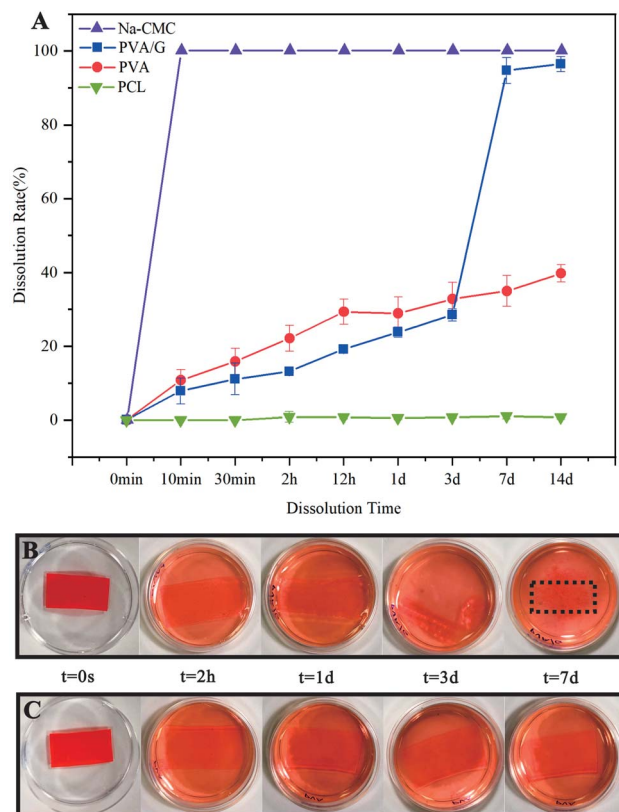 A
Na-CMC
PVA/G
PVA
PCL
100
80
60
40
20
0
Dissolution Rate(%)
0min 10min 30min 2h 12h 1d 3d 7d 14d
Dissolution Time
B
t=0s t=2h t=1d t=3d t=7d
C